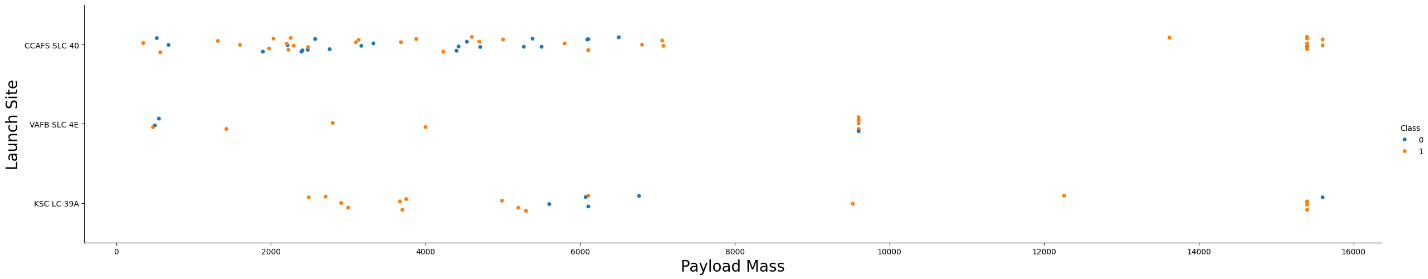 CCAFS SLC 40
VAFB SLC 4E
KSC LC 39A
Launch Site
0 2000 4000 6000 8000 10000 12000 14000 16000
Payload Mass
Class
0
1